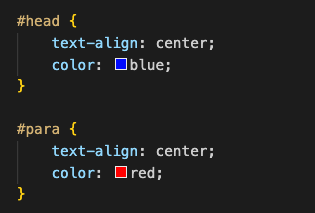 #head {
    text-align: center;
    color: blue;
}

#para {
    text-align: center;
    color: red;
}